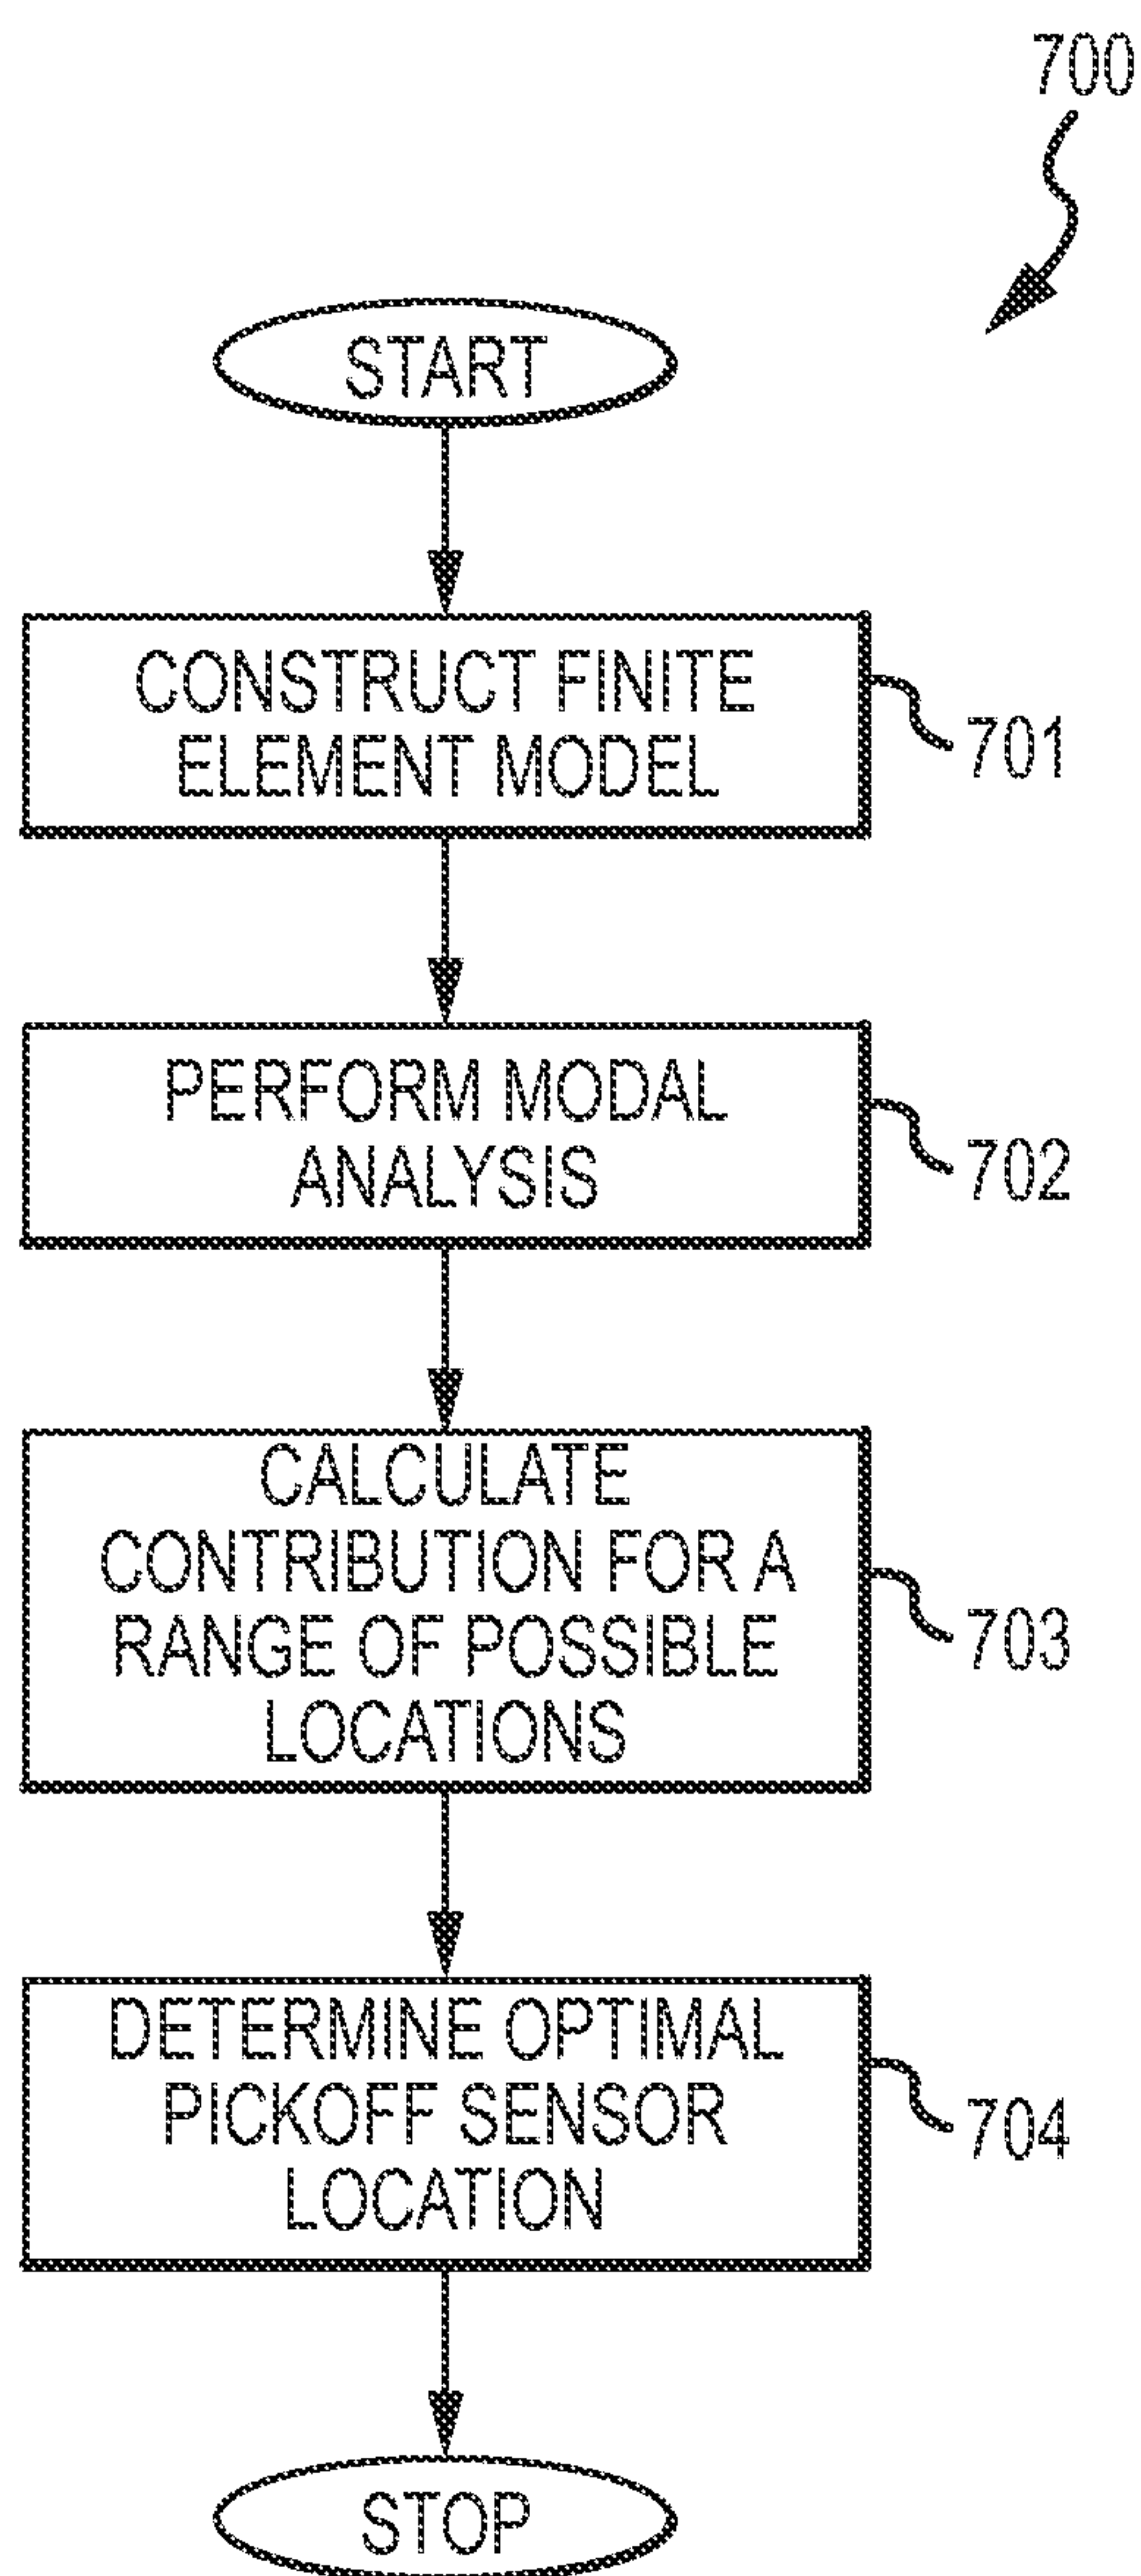 700
START
CONSTRUCT FINITE
ELEMENT MODEL
701
PERFORM MODAL
ANALYSIS
702
CALCULATE
CONTRIBUTION FOR A
RANGE OF POSSIBLE
LOCATIONS
703
DETERMINE OPTIMAL
PICKOFF SENSOR
LOCATION
704
STOP